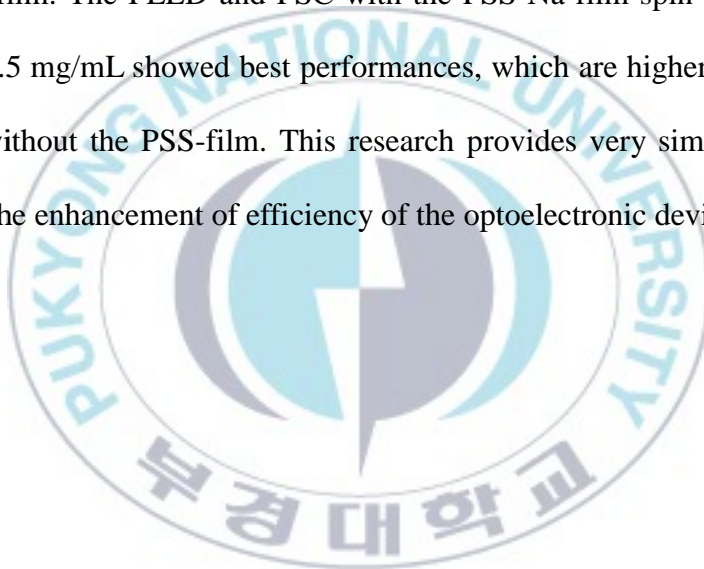 film. The PLED and PSC with the PSS-Na film spin
.5 mg/mL showed best performances, which are higher
without the PSS-film. This research provides very sim
he enhancement of efficiency of the optoelectronic devi
PUKYONG NATIONAL UNIVERSITY
부경대학교